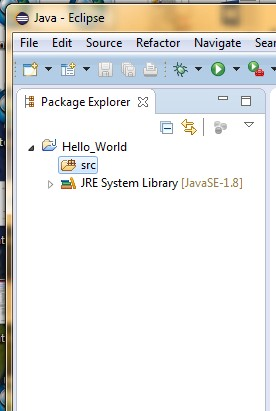 Java - Eclipse
File Edit Source Refactor Navigate
Package Explorer
Hello_World
src
JRE System Library [JavaSE-1.8]